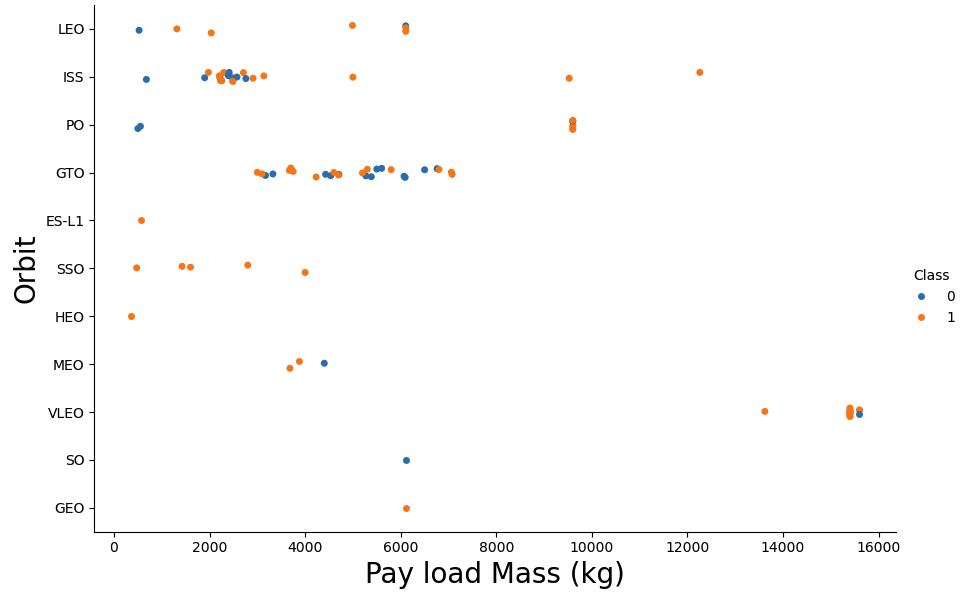 LEO
ISS
PO
GTO
ES-L1
SSO
HEO
MEO
VLEO
SO
GEO
Orbit
0 2000 4000 6000 8000 10000 12000 14000 16000
Pay load Mass (kg)
Class
0
1